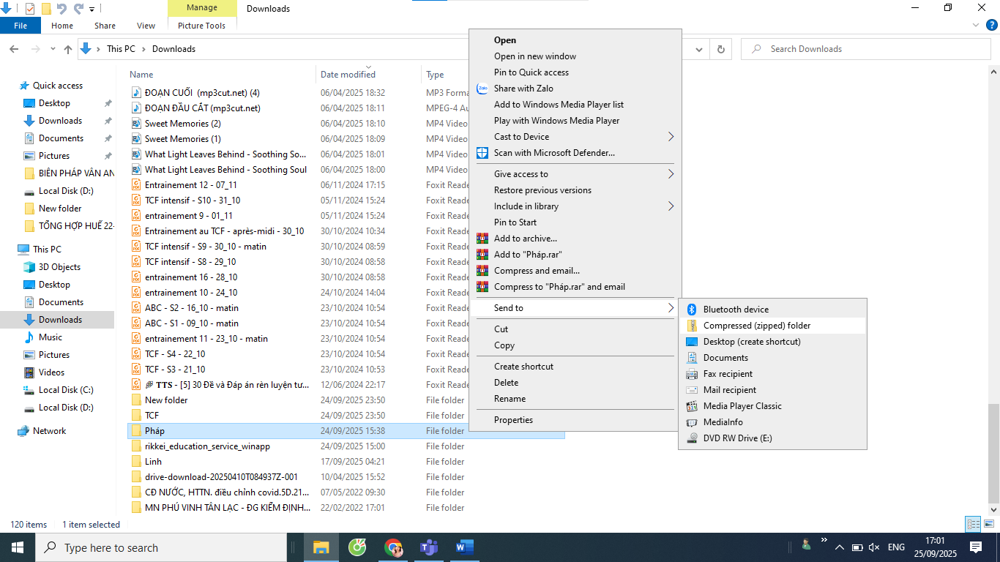 Manage
Downloads
File
Home
Share
View
Picture Tools
This PC
Downloads
Search Downloads
Name
Date modified
Type
Quick access
Desktop
Downloads
Documents
Pictures
BIÊN PHÁP VÂN AN
Local Disk (D:)
New folder
TỔNG HỢP HUẾ 22-
This PC
3D Objects
Desktop
Documents
Downloads
Music
Pictures
Videos
Local Disk (C:)
Local Disk (D:)
Network
ĐOẠN CUỐI (mp3cut.net) (4) 06/04/2025 18:32 MP3 Forma
ĐOẠN ĐẦU CẮT (mp3cut.net) 06/04/2025 18:11 MPEG-4 Au
Sweet Memories (2) 06/04/2025 18:10 MP4 Video
Sweet Memories (1) 06/04/2025 18:09 MP4 Video
What Light Leaves Behind - Soothing So... 06/04/2025 18:01 MP4 Video
What Light Leaves Behind - Soothing Soul 06/04/2025 18:00 MP4 Video
Entrainement 12 - 07_11 06/11/2024 17:15 Foxit Reade
TCF intensif - S10 - 31_10 05/11/2024 15:24 Foxit Reade
entrainement 9 - 01_11 05/11/2024 15:24 Foxit Reade
Entrainement au TCF - après-midi - 30_10 30/10/2024 10:34 Foxit Reade
TCF intensif - S9 - 30_10 - matin 30/10/2024 08:59 Foxit Reade
TCF intensif - S8 - 29_10 30/10/2024 08:58 Foxit Reade
entrainement 16 - 28_10 30/10/2024 08:58 Foxit Reade
entrainement 10 - 24_10 24/10/2024 14:04 Foxit Reade
ABC - S2 - 16_10 - matin 23/10/2024 10:54 Foxit Reade
ABC - S1 - 09_10 - matin 23/10/2024 10:54 Foxit Reade
entrainement 11 - 23_10 - matin 23/10/2024 10:54 Foxit Reade
TCF - S4 - 22_10 23/10/2024 10:54 Foxit Reade
TCF - S3 - 21_10 23/10/2024 10:53 Foxit Reade
TTS - [5] 30 Đề và Đáp án rèn luyện tư... 12/06/2024 22:17 Foxit Reade
New folder 24/09/2025 23:50 File folder
TCF 24/09/2025 23:50 File folder
Pháp 24/09/2025 15:38 File folder
rikkei_education_service_winapp 24/09/2025 15:00 File folder
Linh 17/09/2025 04:21 File folder
drive-download-20250410T084937Z-001 10/04/2025 15:52 File folder
CĐ NƯỚC, HTTN. điều chỉnh covid.5D.21... 07/05/2022 09:30 File folder
MN PHÚ VINH TÂN LẠC - ĐG KIỂM ĐỊNH... 22/02/2022 17:01 File folder
Open
Open in new window
Pin to Quick access
Zalo
Share with Zalo
Add to Windows Media Player list
Play with Windows Media Player
Cast to Device
Scan with Microsoft Defender...
Give access to
Restore previous versions
Include in library
Pin to Start
Add to archive...
Add to "Pháp.rar"
Compress and email...
Compress to "Pháp.rar" and email
Send to
Cut
Copy
Create shortcut
Delete
Rename
Properties
Bluetooth device
Compressed (zipped) folder
Desktop (create shortcut)
Documents
Fax recipient
Mail recipient
Media Player Classic
MediaInfo
DVD RW Drive (E:)
120 items
1 item selected
Type here to search
ENG
17:01
25/09/2025